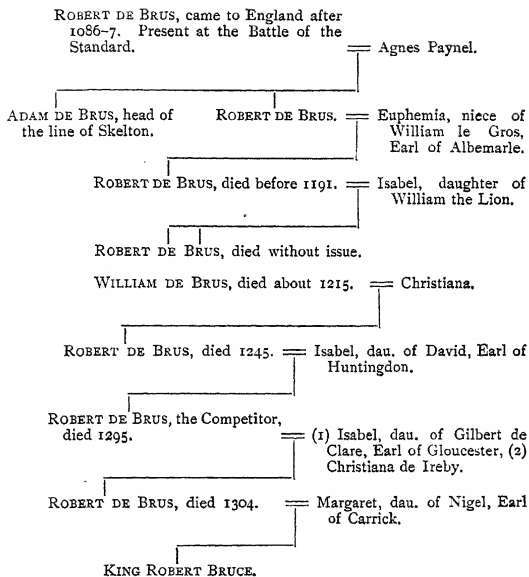 ROBERT DE BRUS, came to England after
1086-7. Present at the Battle of the
Standard. = Agnes Paynel.
ADAM DE BRUS, head of
the line of Skelton.
ROBERT DE BRUS. = Euphemia, niece of
William le Gros,
Earl of Albemarle.
ROBERT DE BRUS, died before 1191. = Isabel, daughter of
William the Lion.
ROBERT DE BRUS, died without issue.
WILLIAM DE BRUS, died about 1215. = Christiana.
ROBERT DE BRUS, died 1245. = Isabel, dau. of David, Earl of
Huntingdon.
ROBERT DE BRUS, the Competitor,
died 1295. = (1) Isabel, dau. of Gilbert de
Clare, Earl of Gloucester, (2)
Christiana de Ireby.
ROBERT DE BRUS, died 1304. = Margaret, dau. of Nigel, Earl
of Carrick.
KING ROBERT BRUCE.